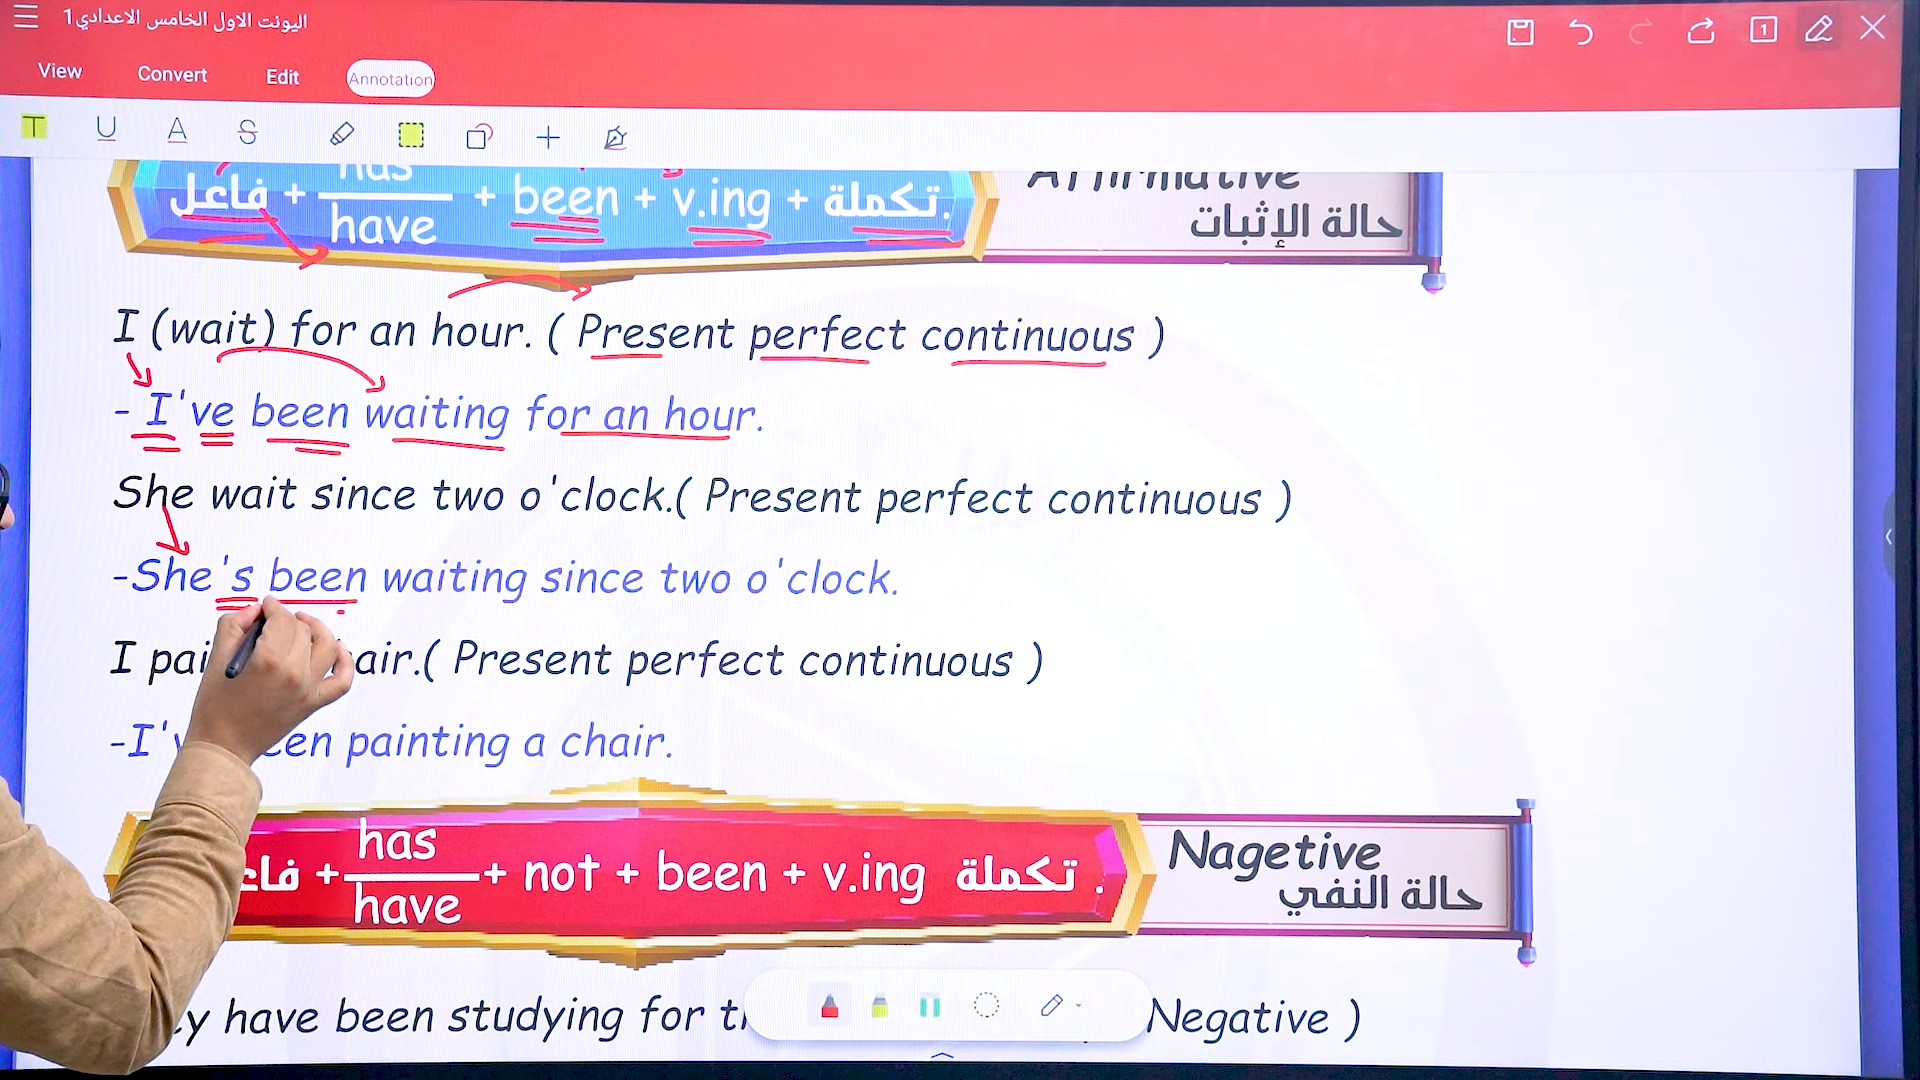 اليونت الاول الخامس الاعدادي1
1
View Convert Edit Annotation
T U A S
فاعل + has / have + been + v.ing + تكملة.
Affirmative
حالة الإثبات
I (wait) for an hour. ( Present perfect continuous )
- I've been waiting for an hour.
She wait since two o'clock.( Present perfect continuous )
-She's been waiting since two o'clock.
I air.( Present perfect continuous )
painting a chair.
+ has / have + not + been + v.ing تكملة .
Nagetive
حالة النفي
have been studying for Negative )